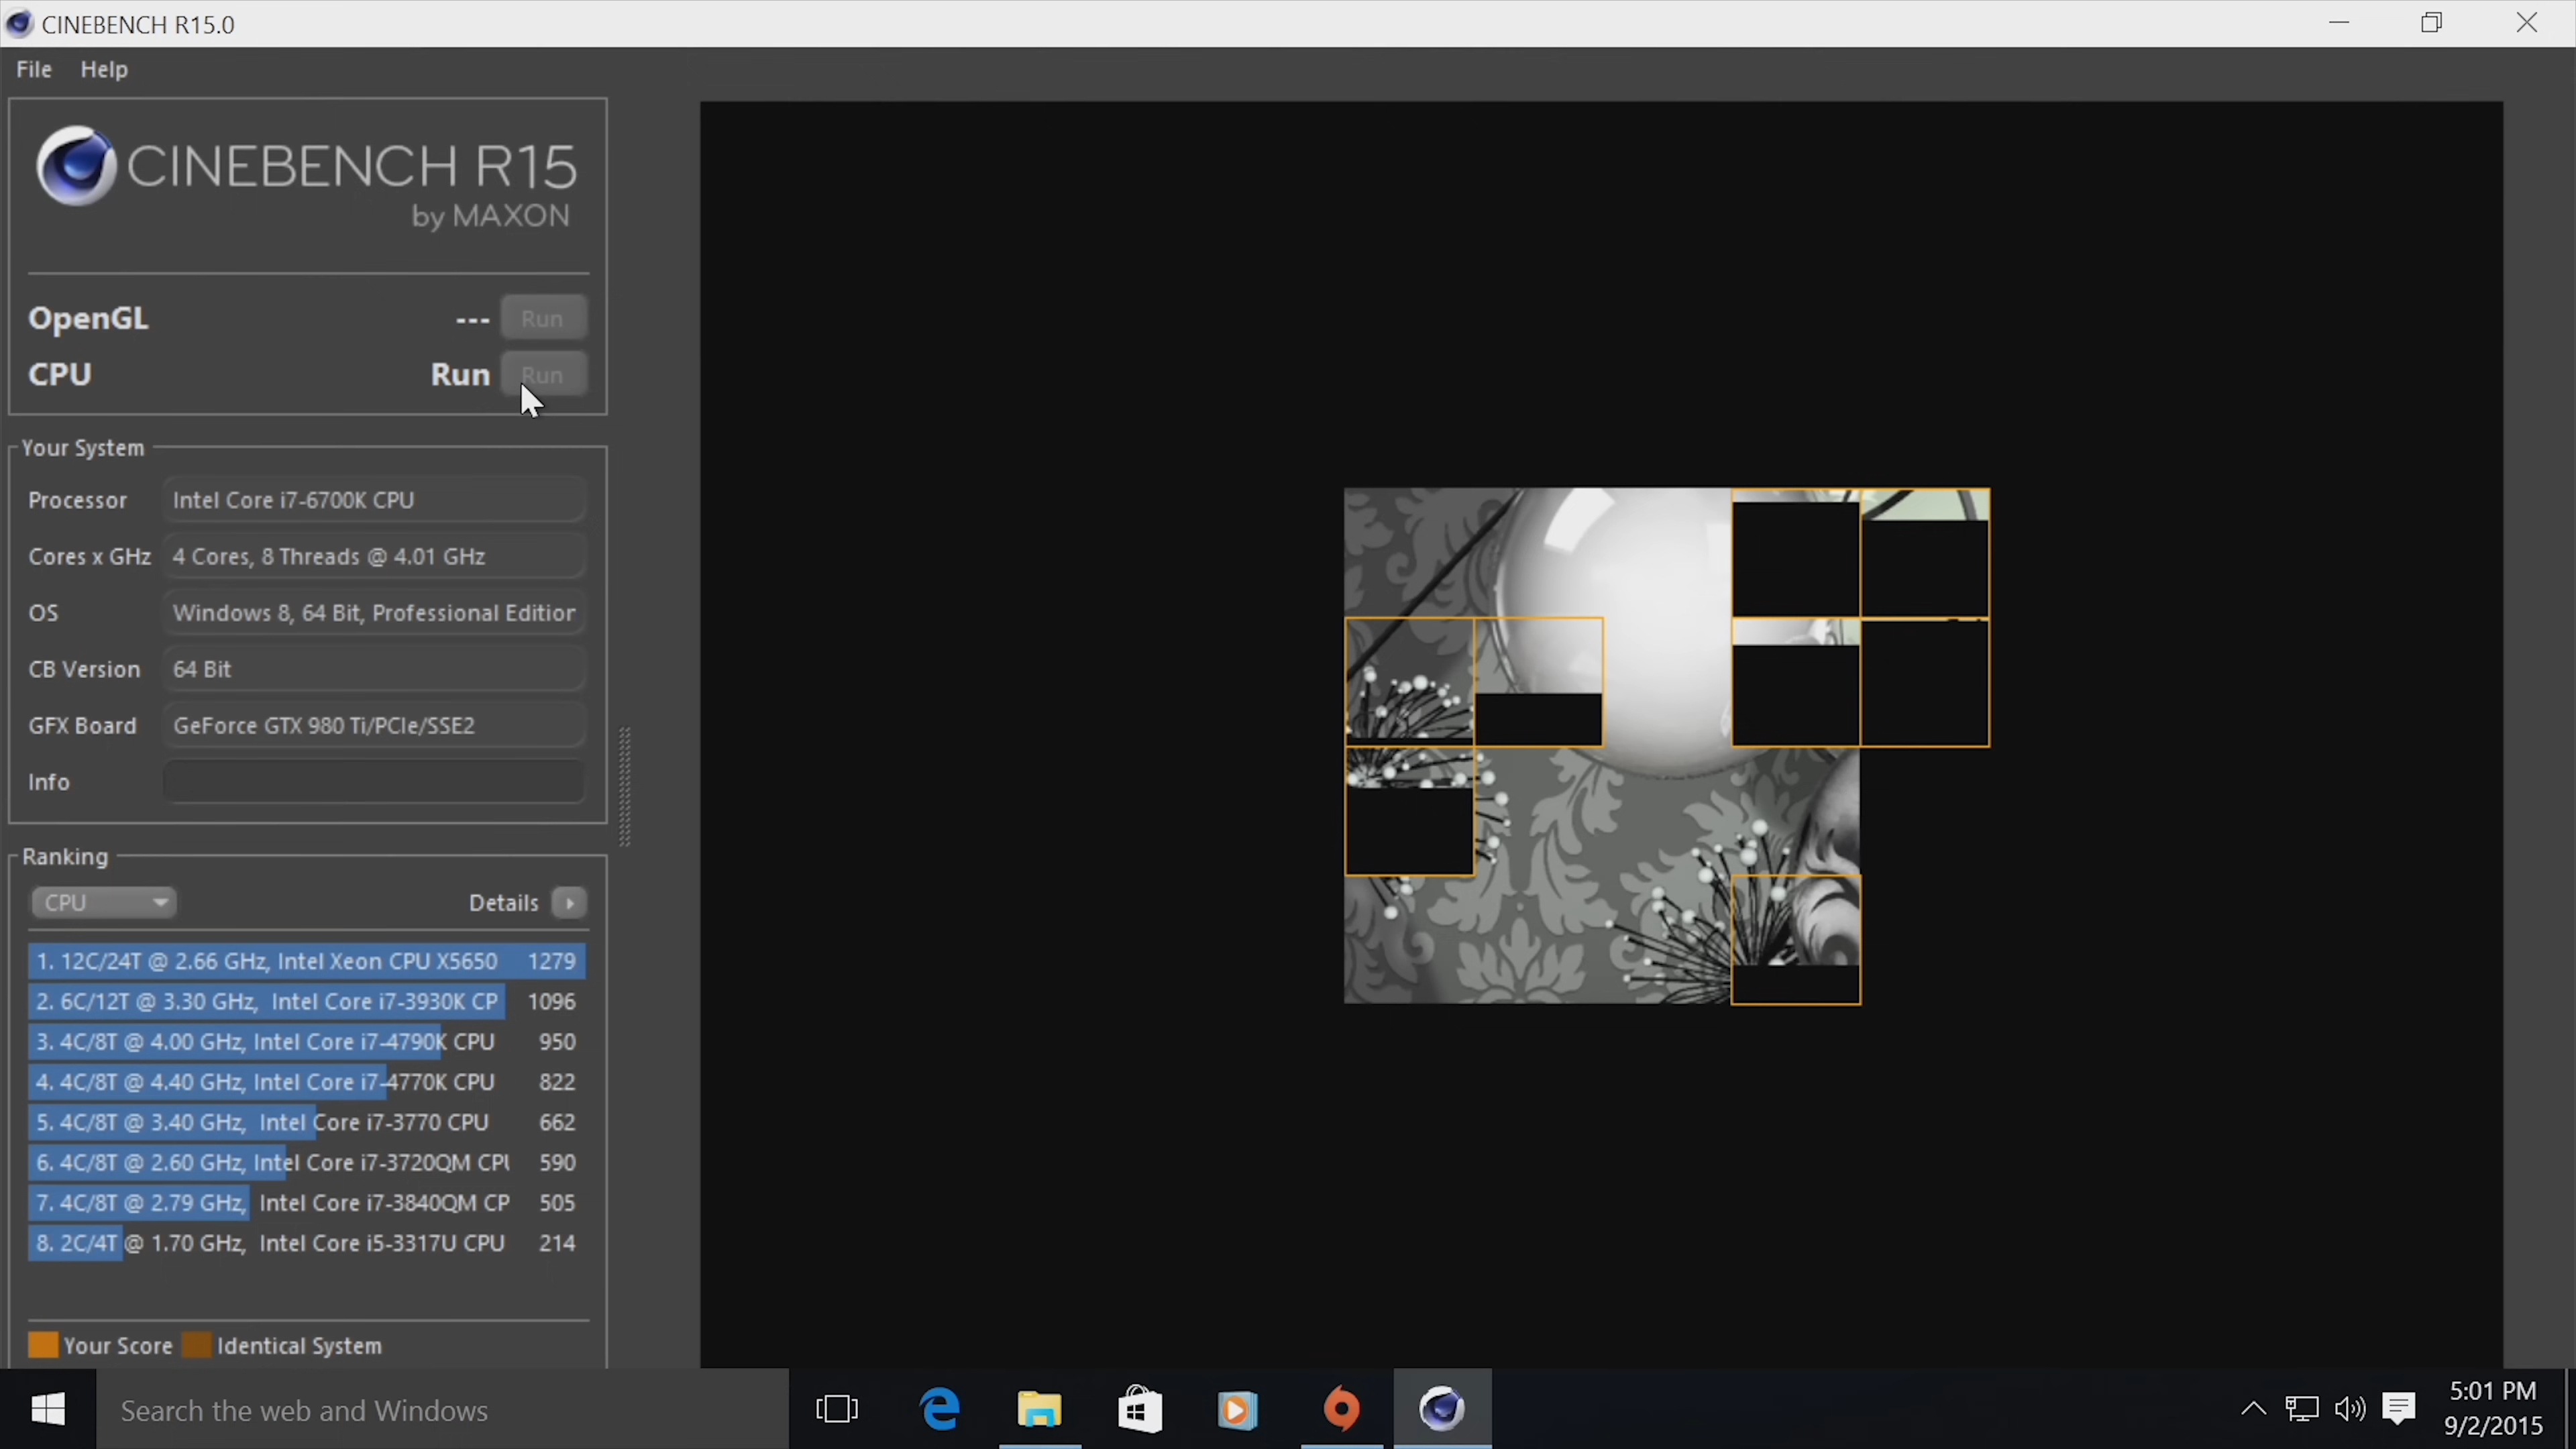 CINEBENCH R15.0
File Help
CINEBENCH R15
by MAXON
OpenGL --- Run
CPU Run Run
Your System
Processor Intel Core i7-6700K CPU
Cores x GHz 4 Cores, 8 Threads @ 4.01 GHz
OS Windows 8, 64 Bit, Professional Edition
CB Version 64 Bit
GFX Board GeForce GTX 980 Ti/PCIe/SSE2
Info
Ranking
CPU Details
1. 12C/24T @ 2.66 GHz, Intel Xeon CPU X5650 1279
2. 6C/12T @ 3.30 GHz, Intel Core i7-3930K CP 1096
3. 4C/8T @ 4.00 GHz, Intel Core i7-4790K CPU 950
4. 4C/8T @ 4.40 GHz, Intel Core i7-4770K CPU 822
5. 4C/8T @ 3.40 GHz, Intel Core i7-3770 CPU 662
6. 4C/8T @ 2.60 GHz, Intel Core i7-3720QM CPU 590
7. 4C/8T @ 2.79 GHz, Intel Core i7-3840QM CP 505
8. 2C/4T @ 1.70 GHz, Intel Core i5-3317U CPU 214
Your Score Identical System
Search the web and Windows
5:01 PM
9/2/2015